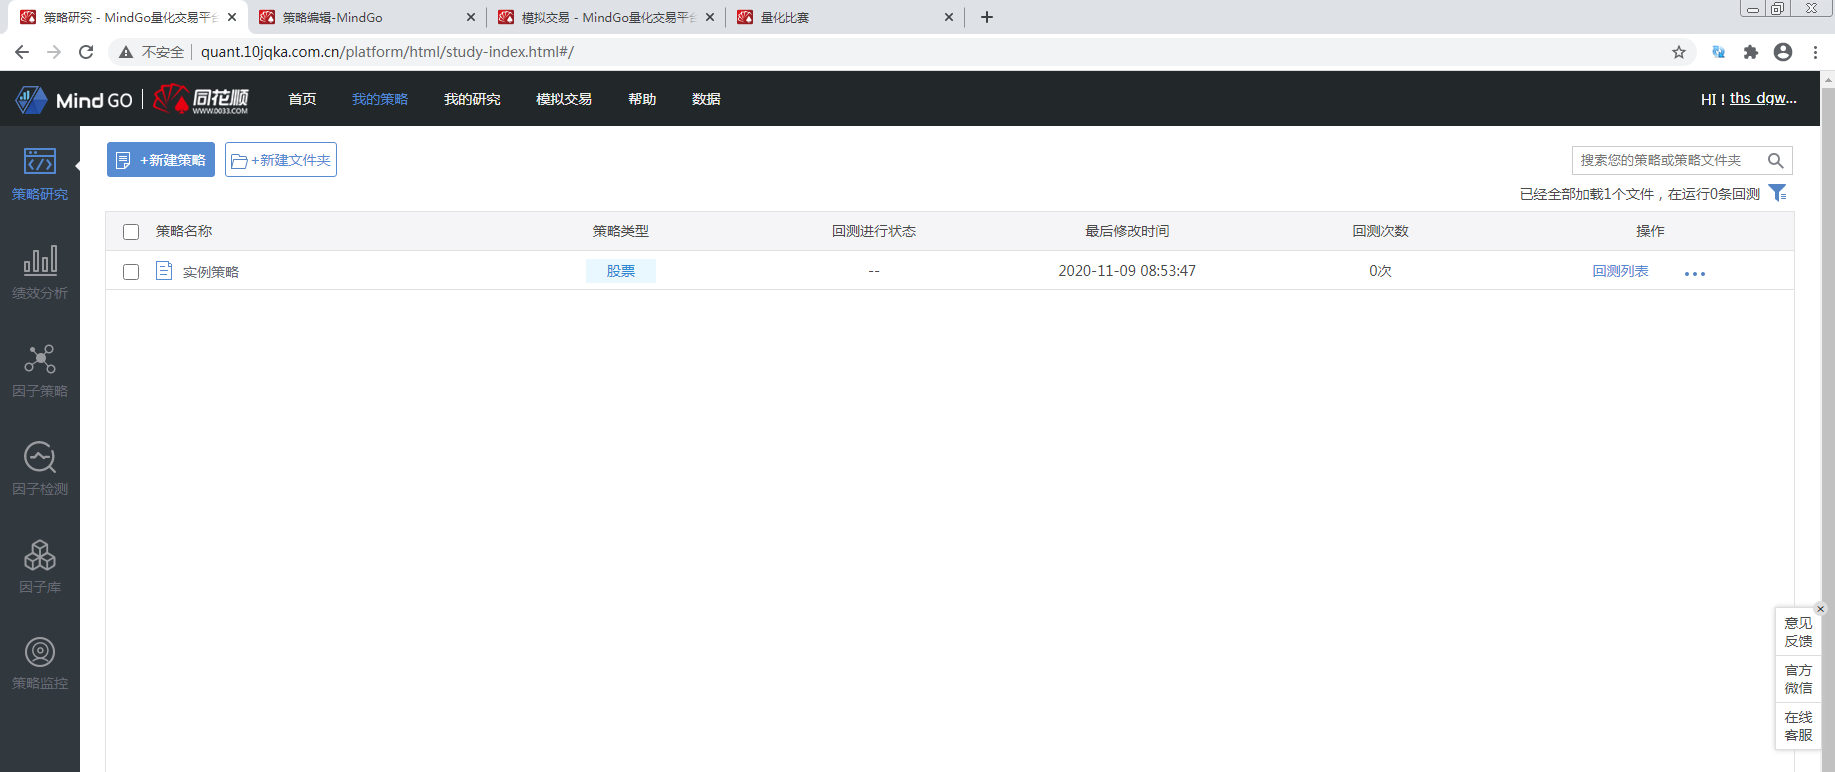 策略研究 - MindGo量化交易平台
策略编辑-MindGo
模拟交易 - MindGo量化交易平台
量化比赛
不安全
quant.10jqka.com.cn/platform/html/study-index.html#/
Mind GO
同花顺
WWW.0033.COM
首页
我的策略
我的研究
模拟交易
帮助
数据
HI ! ths_dgw...
策略研究
绩效分析
因子策略
因子检测
因子库
策略监控
+新建策略
+新建文件夹
搜索您的策略或策略文件夹
已经全部加载1个文件，在运行0条回测
策略名称 策略类型 回测进行状态 最后修改时间 回测次数 操作
实例策略 股票 -- 2020-11-09 08:53:47 0次 回测列表 •••
意见
反馈
官方
微信
在线
客服